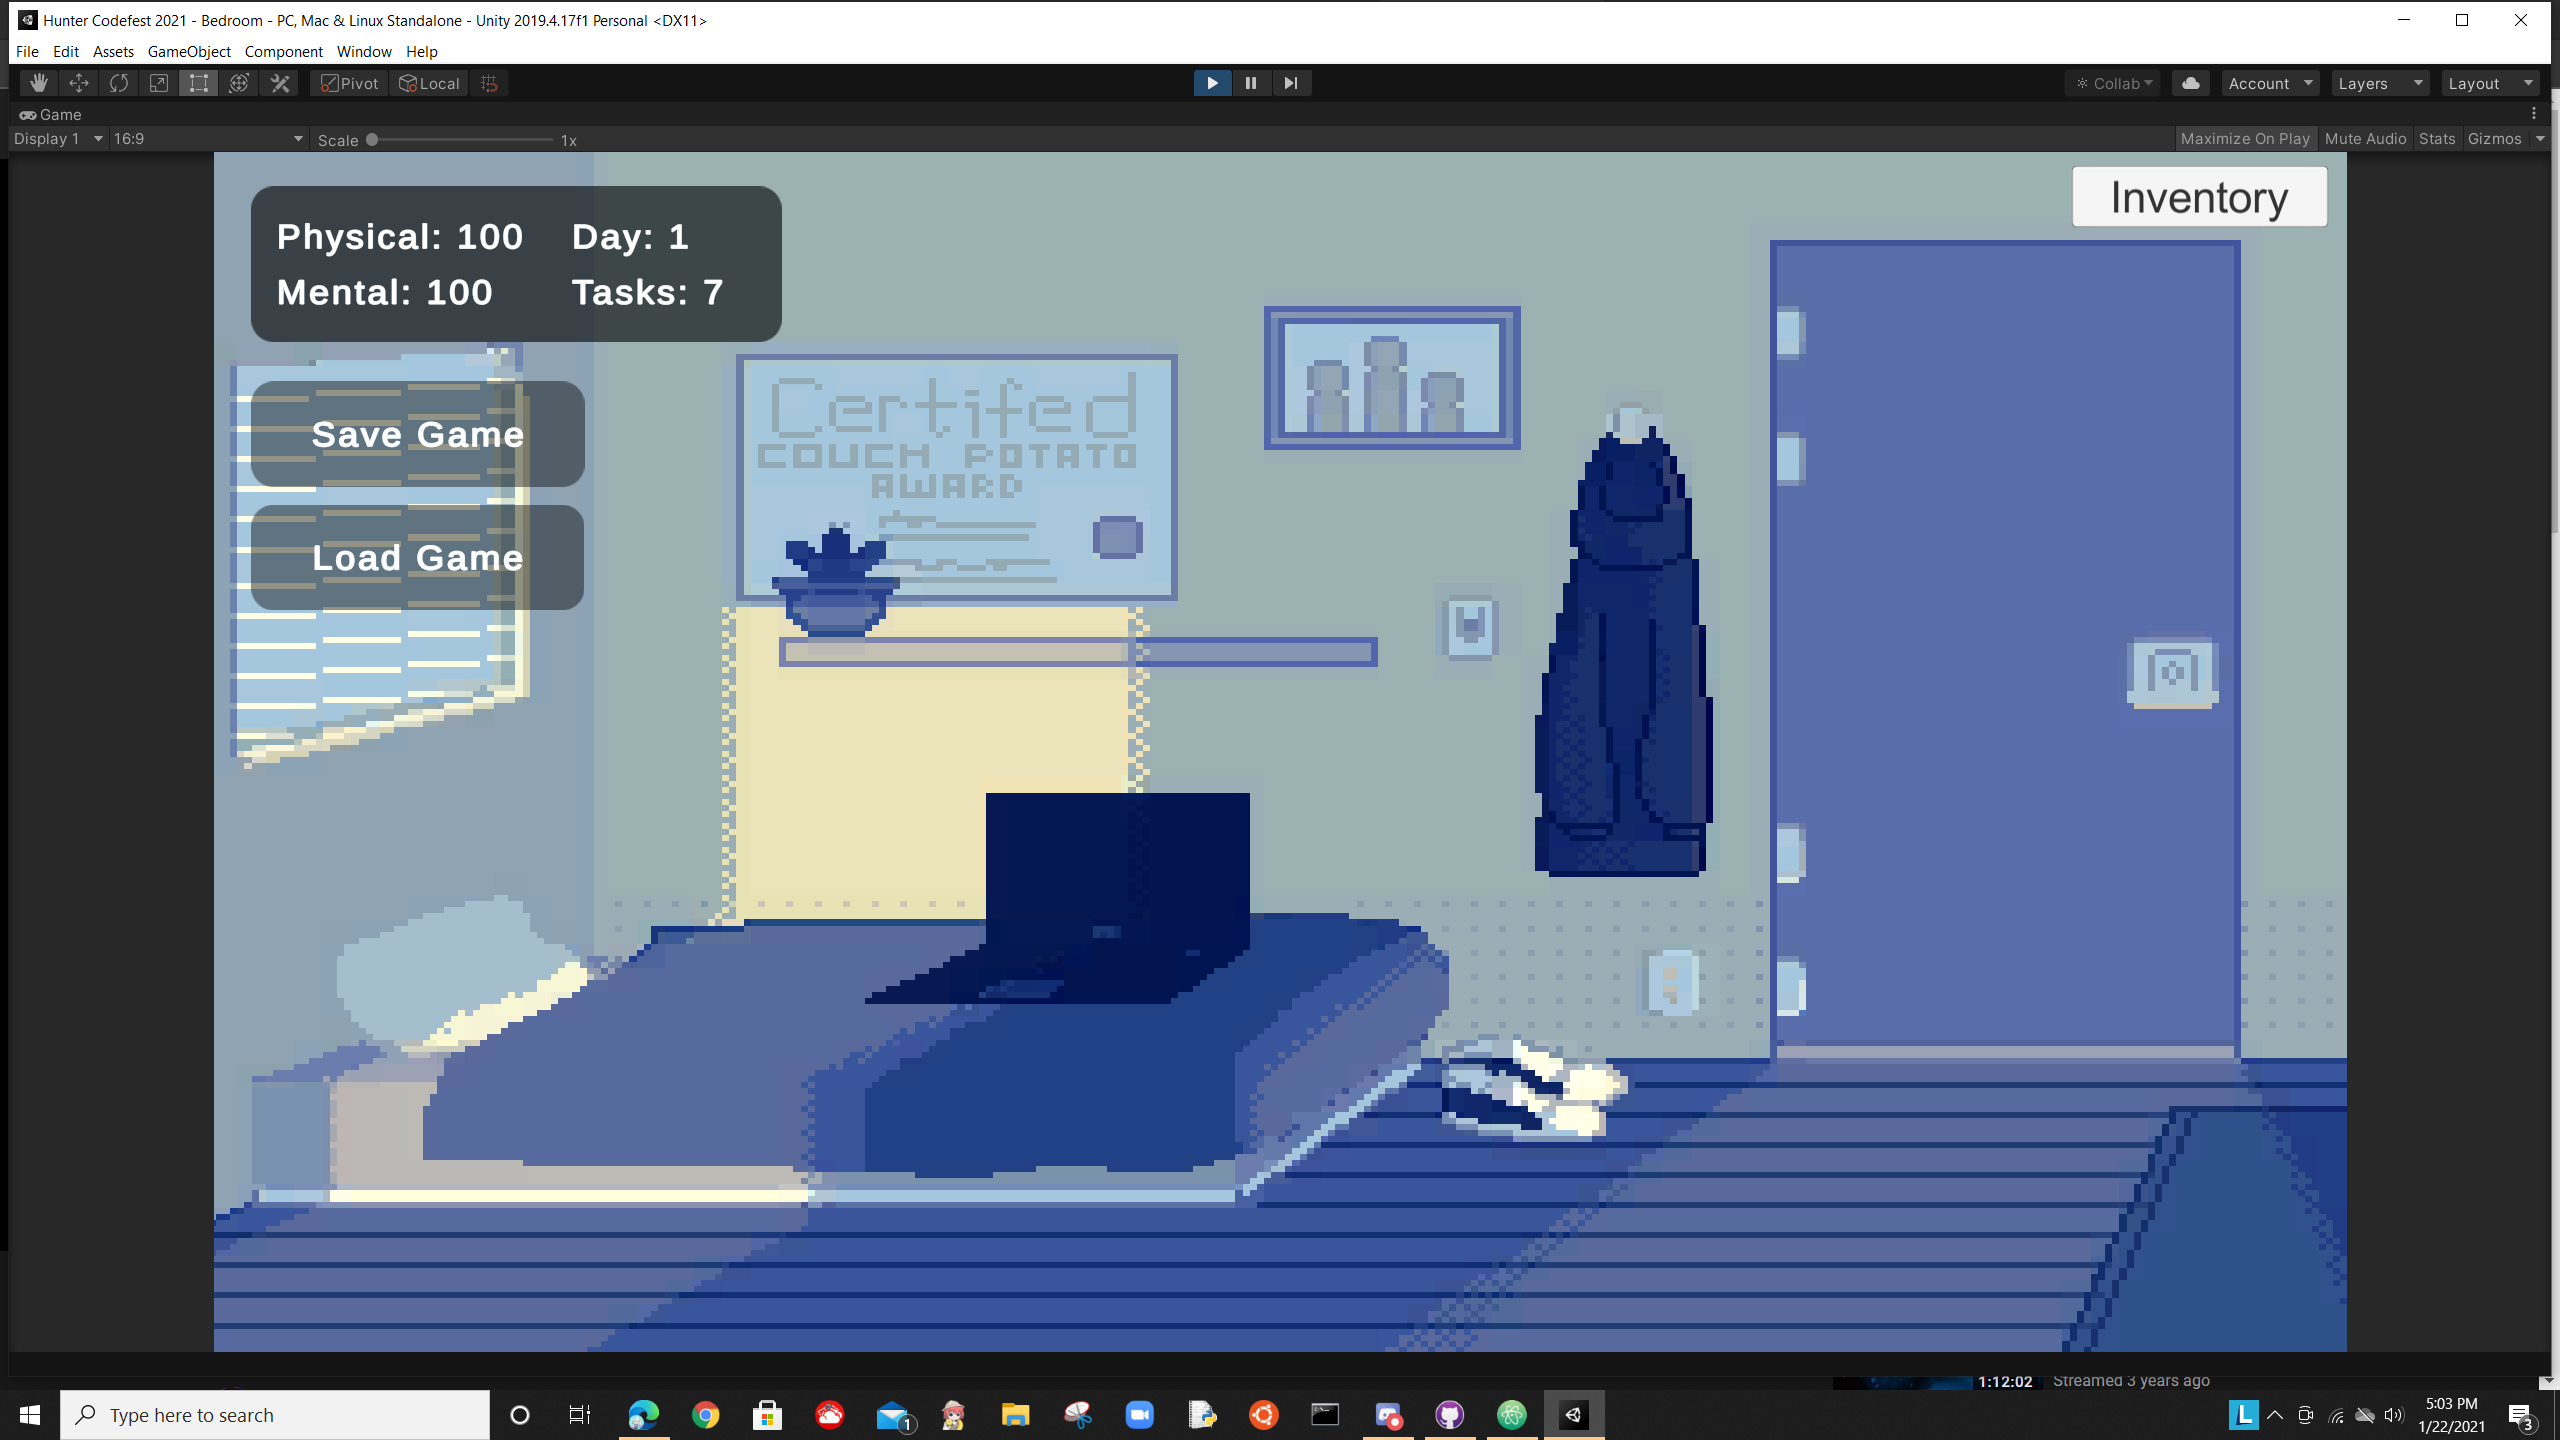 Hunter Codefest 2021 - Bedroom - PC, Mac & Linux Standalone - Unity 2019.4.17f1 Personal <DX11>
File Edit Assets GameObject Component Window Help
Pivot Local Collab Account Layers Layout
Game
Display 1 16:9 Scale 1x Maximize On Play Mute Audio Stats Gizmos
Inventory
Physical: 100 Day: 1
Mental: 100 Tasks: 7
Save Game
Load Game
Certifed
COUCH POTATO
AWARD
1:12:02 Streamed 3 years ago
Type here to search
1
L
5:03 PM
1/22/2021
3